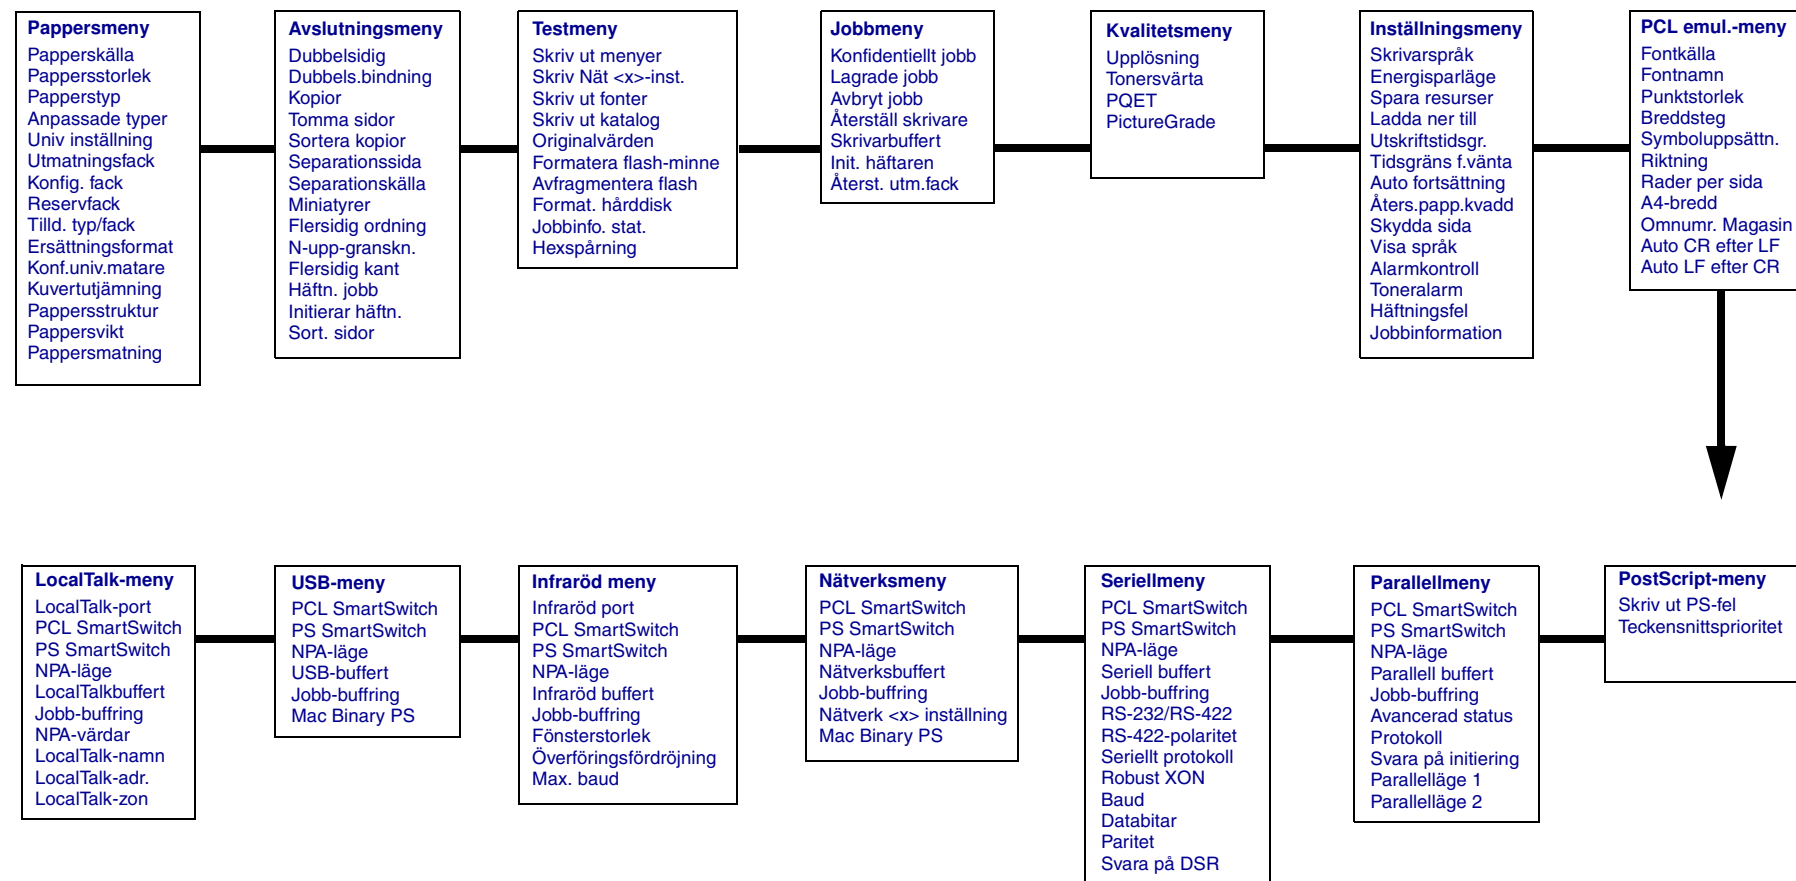 Pappersmeny
Papperskälla
Pappersstorlek
Papperstyp
Anpassade typer
Univ inställning
Utmatningsfack
Konfig. fack
Reservfack
Tilld. typ/fack
Ersättningsformat
Konf.univ.matare
Kuvertutjämning
Pappersstruktur
Pappersvikt
Pappersmatning
Avslutningsmeny
Dubbelsidig
Dubbels.bindning
Kopior
Tomma sidor
Sortera kopior
Separationssida
Separationskälla
Miniatyrer
Flersidig ordning
N-upp-granskn.
Flersidig kant
Häftn. jobb
Initierar häftn.
Sort. sidor
Testmeny
Skriv ut menyer
Skriv Nät <x>-inst.
Skriv ut fonter
Skriv ut katalog
Originalvärden
Formatera flash-minne
Avfragmentera flash
Format. hårddisk
Jobbinfo. stat.
Hexspårning
Jobbmeny
Konfidentiellt jobb
Lagrade jobb
Avbryt jobb
Återställ skrivare
Skrivarbuffert
Init. häftaren
Återst. utm.fack
Kvalitetsmeny
Upplösning
Tonersvärta
PQET
PictureGrade
Inställningsmeny
Skrivarspråk
Energisparläge
Spara resurser
Ladda ner till
Utskriftstidsgr.
Tidsgräns f.vänta
Auto fortsättning
Åters.papp.kvadd
Skydda sida
Visa språk
Alarmkontroll
Toneralarm
Häftningsfel
Jobbinformation
PCL emul.-meny
Fontkälla
Fontnamn
Punktstorlek
Breddsteg
Symboluppsättn.
Riktning
Rader per sida
A4-bredd
Omnumr. Magasin
Auto CR efter LF
Auto LF efter CR
LocalTalk-meny
LocalTalk-port
PCL SmartSwitch
PS SmartSwitch
NPA-läge
LocalTalkbuffert
Jobb-buffring
NPA-värdar
LocalTalk-namn
LocalTalk-adr.
LocalTalk-zon
USB-meny
PCL SmartSwitch
PS SmartSwitch
NPA-läge
USB-buffert
Jobb-buffring
Mac Binary PS
Infraröd meny
Infraröd port
PCL SmartSwitch
PS SmartSwitch
NPA-läge
Infraröd buffert
Jobb-buffring
Fönsterstorlek
Överföringsfördröjning
Max. baud
Nätverksmeny
PCL SmartSwitch
PS SmartSwitch
NPA-läge
Nätverksbuffert
Jobb-buffring
Nätverk <x> inställning
Mac Binary PS
Seriellmeny
PCL SmartSwitch
PS SmartSwitch
NPA-läge
Seriell buffert
Jobb-buffring
RS-232/RS-422
RS-422-polaritet
Seriellt protokoll
Robust XON
Baud
Databitar
Paritet
Svara på DSR
Parallellmeny
PCL SmartSwitch
PS SmartSwitch
NPA-läge
Parallell buffert
Jobb-buffring
Avancerad status
Protokoll
Svara på initiering
Parallelläge 1
Parallelläge 2
PostScript-meny
Skriv ut PS-fel
Teckensnittsprioritet